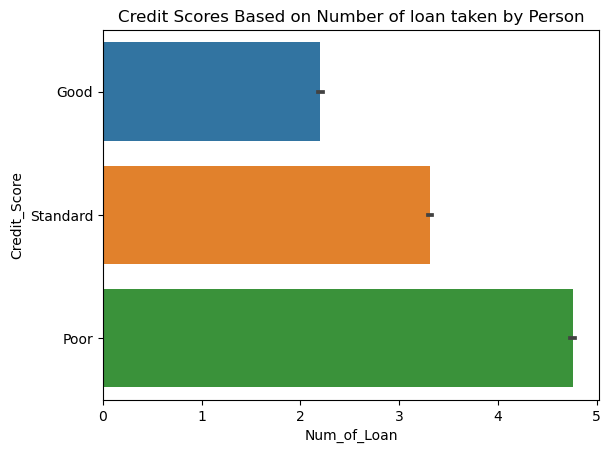 Credit Scores Based on Number of loan taken by Person
Credit_Score
Good
Standard
Poor
0 1 2 3 4 5
Num_of_Loan